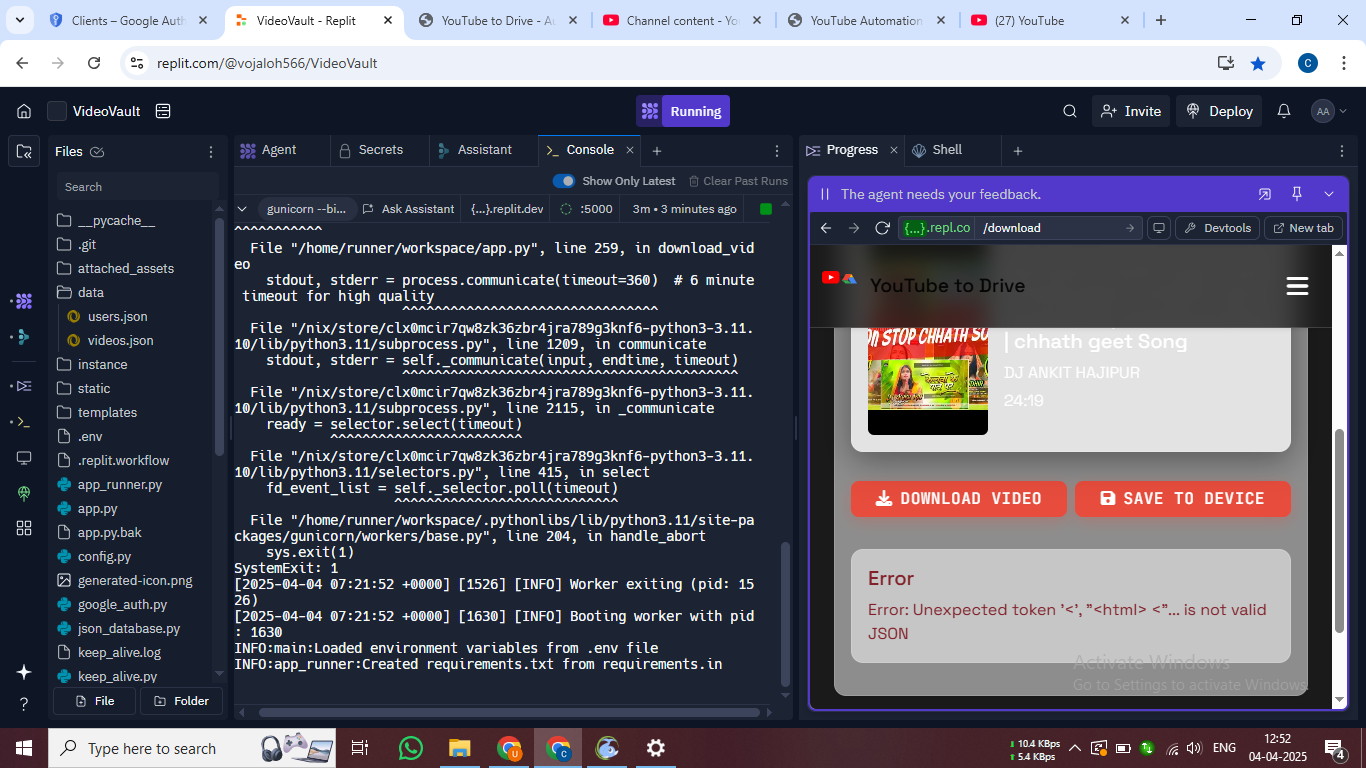 Clients – Google Auth
VideoVault - Replit
YouTube to Drive - Au
Channel content - Yo
YouTube Automation
(27) YouTube
replit.com/@vojaloh566/VideoVault
C
VideoVault
Running
Invite
Deploy
AA
Files
Search
__pycache__
.git
attached_assets
data
users.json
videos.json
instance
static
templates
.env
.replit.workflow
app_runner.py
app.py
app.py.bak
config.py
generated-icon.png
google_auth.py
json_database.py
keep_alive.log
keep_alive.py
File
Folder
Agent
Secrets
Assistant
Console
Show Only Latest
Clear Past Runs
gunicorn --bi...
Ask Assistant
{...}.replit.dev
:5000
3m • 3 minutes ago
^^^^^^^^^^^
File "/home/runner/workspace/app.py", line 259, in download_vid
eo
stdout, stderr = process.communicate(timeout=360)  # 6 minute
timeout for high quality
^^^^^^^^^^^^^^^^^^^^^^^^^^^^^^^^
File "/nix/store/clx0mcir7qw8zk36zbr4jra789g3knf6-python3-3.11.
10/lib/python3.11/subprocess.py", line 1209, in communicate
stdout, stderr = self._communicate(input, endtime, timeout)
^^^^^^^^^^^^^^^^^^^^^^^^^^^^^^^^^^^^^^^^^^
File "/nix/store/clx0mcir7qw8zk36zbr4jra789g3knf6-python3-3.11.
10/lib/python3.11/subprocess.py", line 2115, in _communicate
ready = selector.select(timeout)
^^^^^^^^^^^^^^^^^^^^^^^^
File "/nix/store/clx0mcir7qw8zk36zbr4jra789g3knf6-python3-3.11.
10/lib/python3.11/selectors.py", line 415, in select
fd_event_list = self._selector.poll(timeout)
^^^^^^^^^^^^^^^^^^^^^^^^^^^^
File "/home/runner/workspace/.pythonlibs/lib/python3.11/site-pa
ckages/gunicorn/workers/base.py", line 204, in handle_abort
sys.exit(1)
SystemExit: 1
[2025-04-04 07:21:52 +0000] [1526] [INFO] Worker exiting (pid: 15
26)
[2025-04-04 07:21:52 +0000] [1630] [INFO] Booting worker with pid
: 1630
INFO:main:Loaded environment variables from .env file
INFO:app_runner:Created requirements.txt from requirements.in
Progress
Shell
The agent needs your feedback.
{...}.repl.co
/download
Devtools
New tab
YouTube to Drive
ON STOP CHHATH SO
| chhath geet Song
DJ ANKIT HAJIPUR
24:19
DOWNLOAD VIDEO
SAVE TO DEVICE
Error
Error: Unexpected token '<', "<html> <"... is not valid
JSON
Activate Windows
Go to Settings to activate Windows.
Type here to search
10.4 KBps
5.4 KBps
ENG
12:52
04-04-2025
4